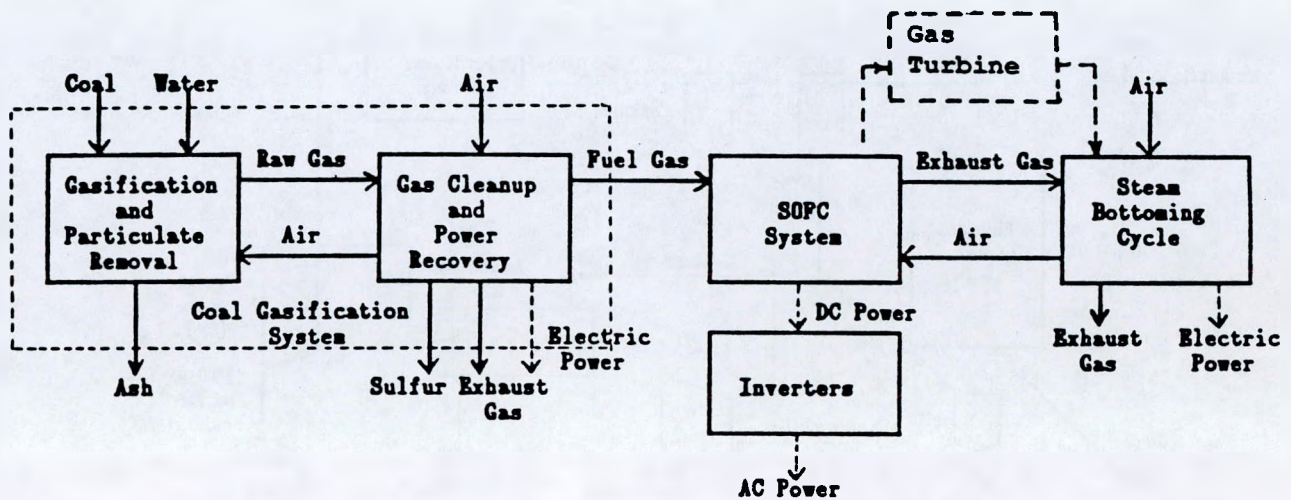 Gas
Turbine
Coal
Water
Air
Air
Gasification
and
Particulate
Removal
Raw Gas
Air
Gas Cleanup
and
Power
Recovery
Fuel Gas
SOFC
System
Exhaust Gas
Air
Steam
Bottoming
Cycle
Coal Gasification
System
DC Power
Electric
Power
Ash
Sulfur
Exhaust
Gas
Inverters
Exhaust
Gas
Electric
Power
AC Power